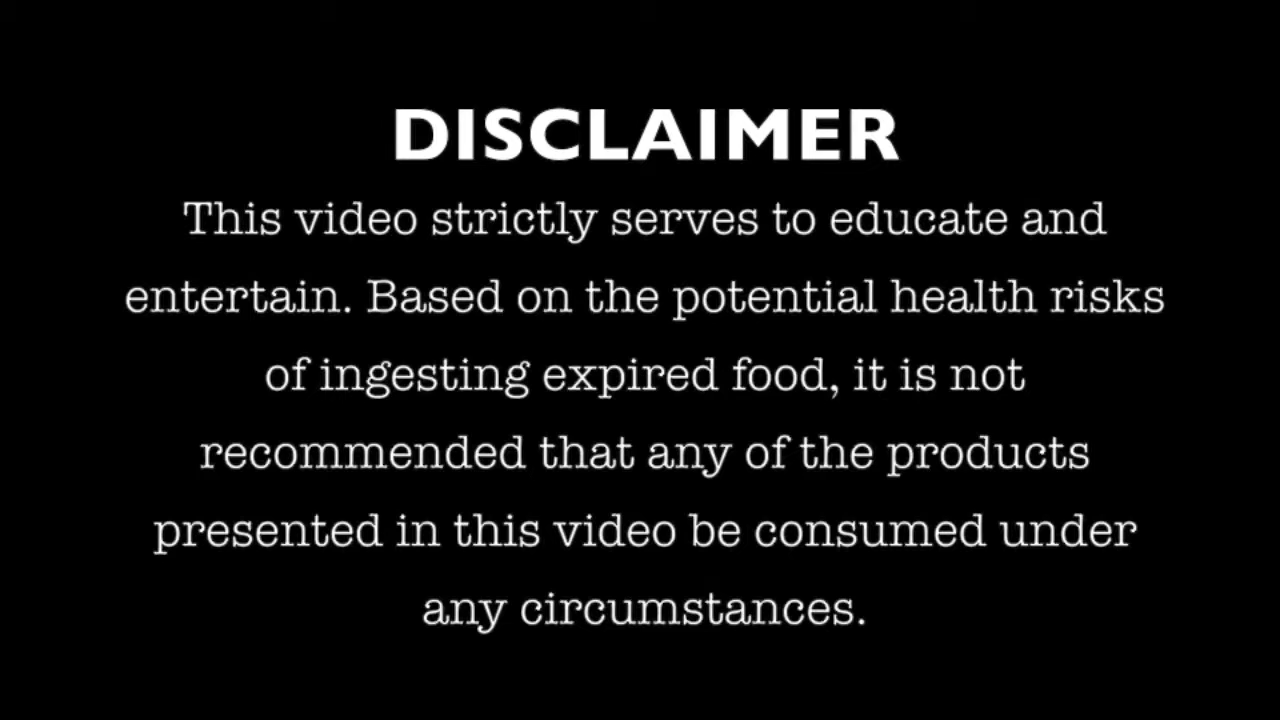 DISCLAIMER
This video strictly serves to educate and
entertain. Based on the potential health risks
of ingesting expired food, it is not
recommended that any of the products
presented in this video be consumed under
any circumstances.